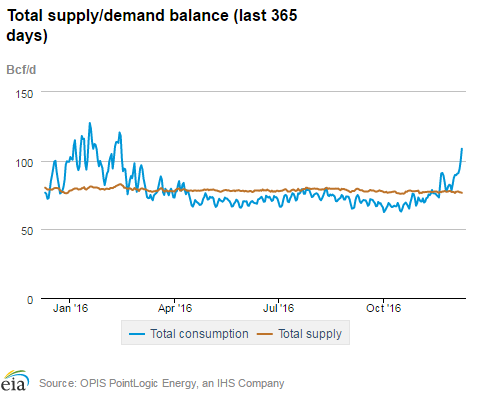 Total supply/demand balance (last 365
days)
Bcf/d
150
100
50
0
Jan '16 Apr '16 Jul '16 Oct '16
Total consumption Total supply
eia Source: OPIS PointLogic Energy, an IHS Company